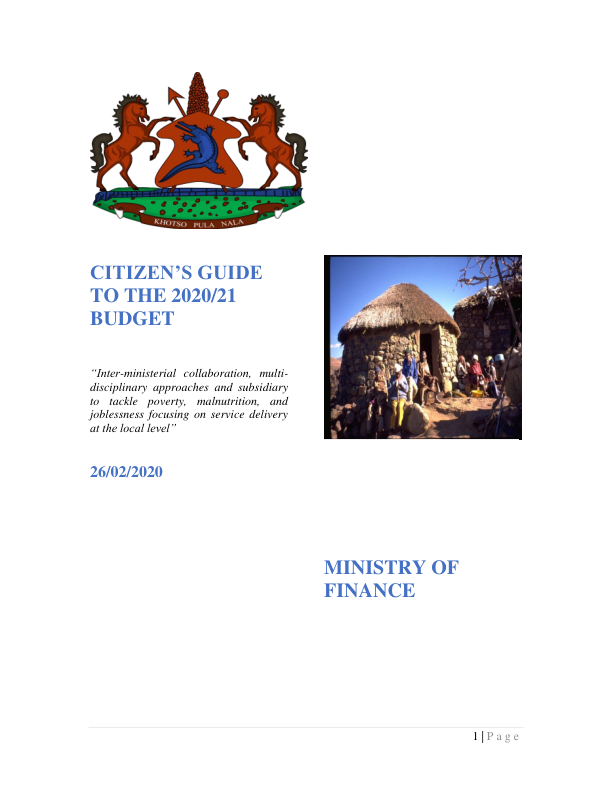 KHOTSO PULA NALA
CITIZEN’S GUIDE
TO THE 2020/21
BUDGET
“Inter-ministerial collaboration, multi-
disciplinary approaches and subsidiary
to tackle poverty, malnutrition, and
joblessness focusing on service delivery
at the local level”
26/02/2020
MINISTRY OF
FINANCE
1 | P a g e